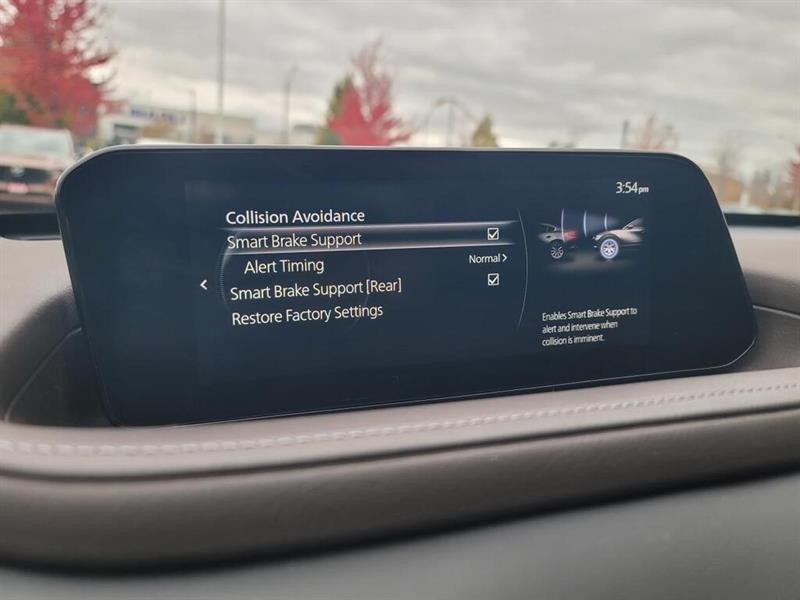 3:54pm
Collision Avoidance
Smart Brake Support
Alert Timing
Normal
Smart Brake Support [Rear]
Restore Factory Settings
Enables Smart Brake Support to
alert and intervene when
collision is imminent.